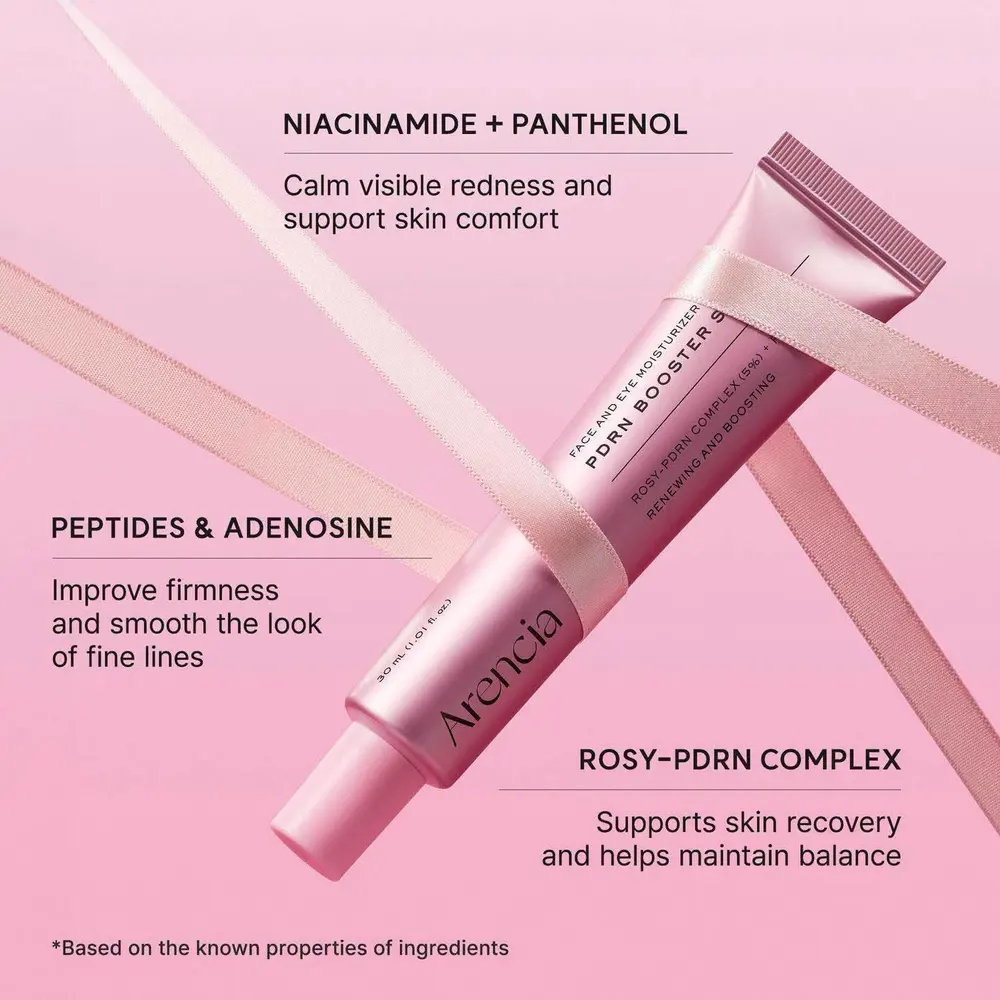 NIACINAMIDE + PANTHENOL
Calm visible redness and
support skin comfort
FACE AND EYE MOISTURIZER
PDRN BOOSTER
ROSY-PDRN COMPLEX (5%) +
RENEWING AND BOOSTING
PEPTIDES & ADENOSINE
Improve firmness
and smooth the look
of fine lines
30 mL (1.01 fl. oz.)
Arencia
ROSY-PDRN COMPLEX
Supports skin recovery
and helps maintain balance
*Based on the known properties of ingredients